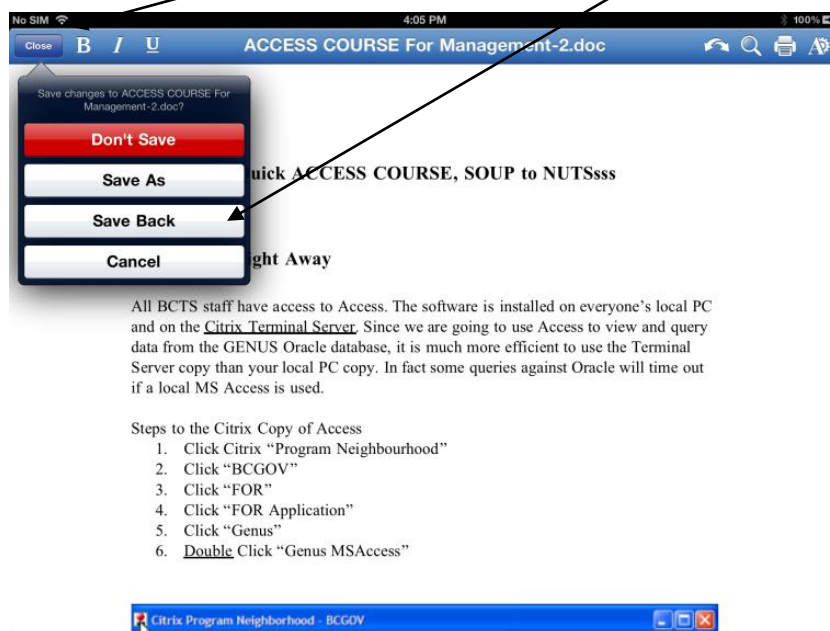 No SIM 4:05 PM 100%
Close B I U ACCESS COURSE For Management-2.doc
Save changes to ACCESS COURSE For
Management-2.doc?
Don't Save
Save As
Save Back
Cancel
uick ACCESS COURSE, SOUP to NUTSsss
ght Away
All BCTS staff have access to Access. The software is installed on everyone's local PC
and on the Citrix Terminal Server. Since we are going to use Access to view and query
data from the GENUS Oracle database, it is much more efficient to use the Terminal
Server copy than your local PC copy. In fact some queries against Oracle will time out
if a local MS Access is used.
Steps to the Citrix Copy of Access
1. Click Citrix “Program Neighbourhood”
2. Click “BCGOV”
3. Click “FOR”
4. Click “FOR Application”
5. Click “Genus”
6. Double Click “Genus MSAccess”
Citrix Program Neighborhood - BCGOV